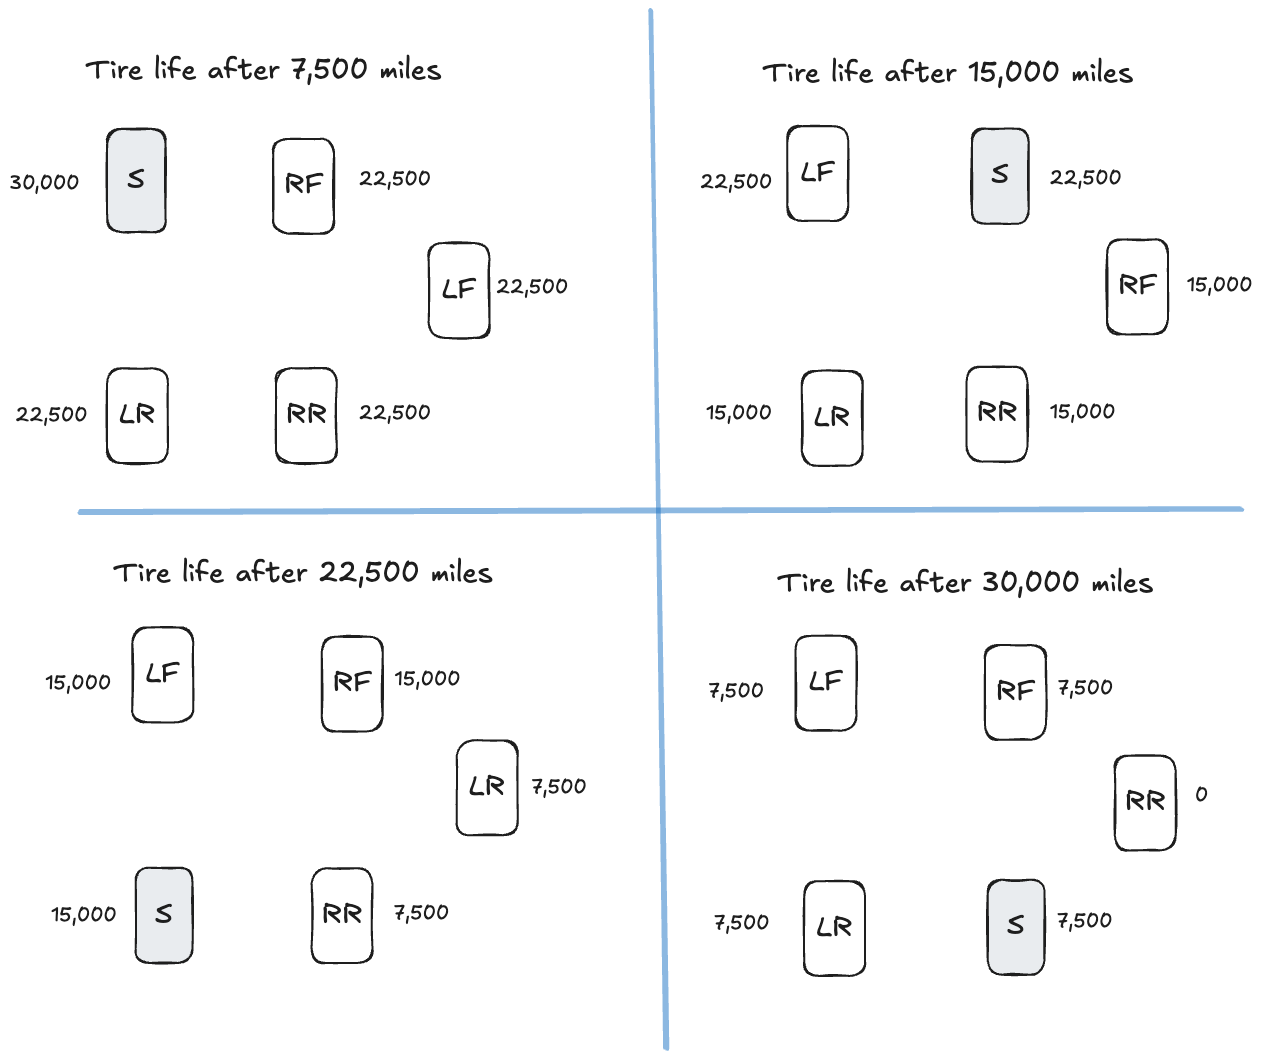 Tire life after 7,500 miles
30,000
S
RF
22,500
LF
22,500
22,500
LR
RR
22,500
Tire life after 15,000 miles
22,500
LF
S
22,500
RF
15,000
15,000
LR
RR
15,000
Tire life after 22,500 miles
15,000
LF
RF
15,000
LR
7,500
15,000
S
RR
7,500
Tire life after 30,000 miles
7,500
LF
RF
7,500
RR
0
7,500
LR
S
7,500